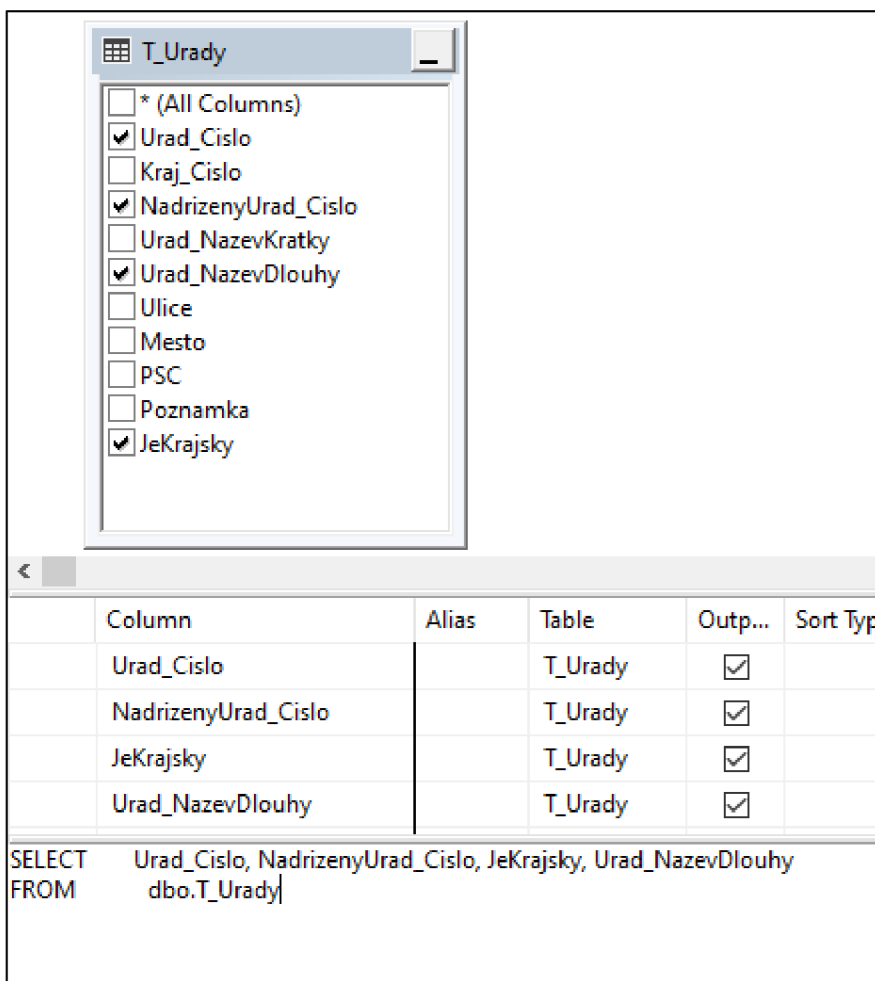 T_Urady
* (All Columns)
Urad_Cislo
Kraj_Cislo
NadrizenyUrad_Cislo
Urad_NazevKratky
Urad_NazevDlouhy
Ulice
Mesto
PSC
Poznamka
JeKrajsky
Column Alias Table Outp... Sort Typ
Urad_Cislo T_Urady
NadrizenyUrad_Cislo T_Urady
JeKrajsky T_Urady
Urad_NazevDlouhy T_Urady
SELECT Urad_Cislo, NadrizenyUrad_Cislo, JeKrajsky, Urad_NazevDlouhy
FROM dbo.T_Urady